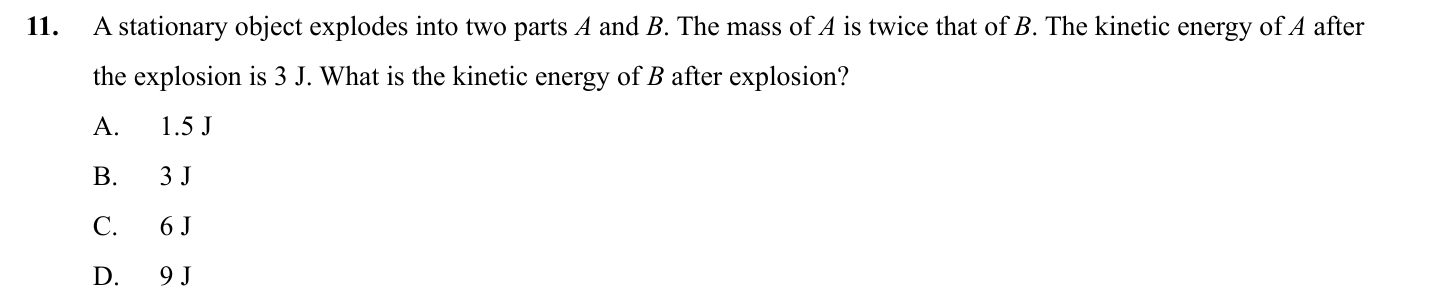 11. A stationary object explodes into two parts A and B. The mass of A is twice that of B. The kinetic energy of A after
the explosion is 3 J. What is the kinetic energy of B after explosion?
A. 1.5 J
B. 3 J
C. 6 J
D. 9 J